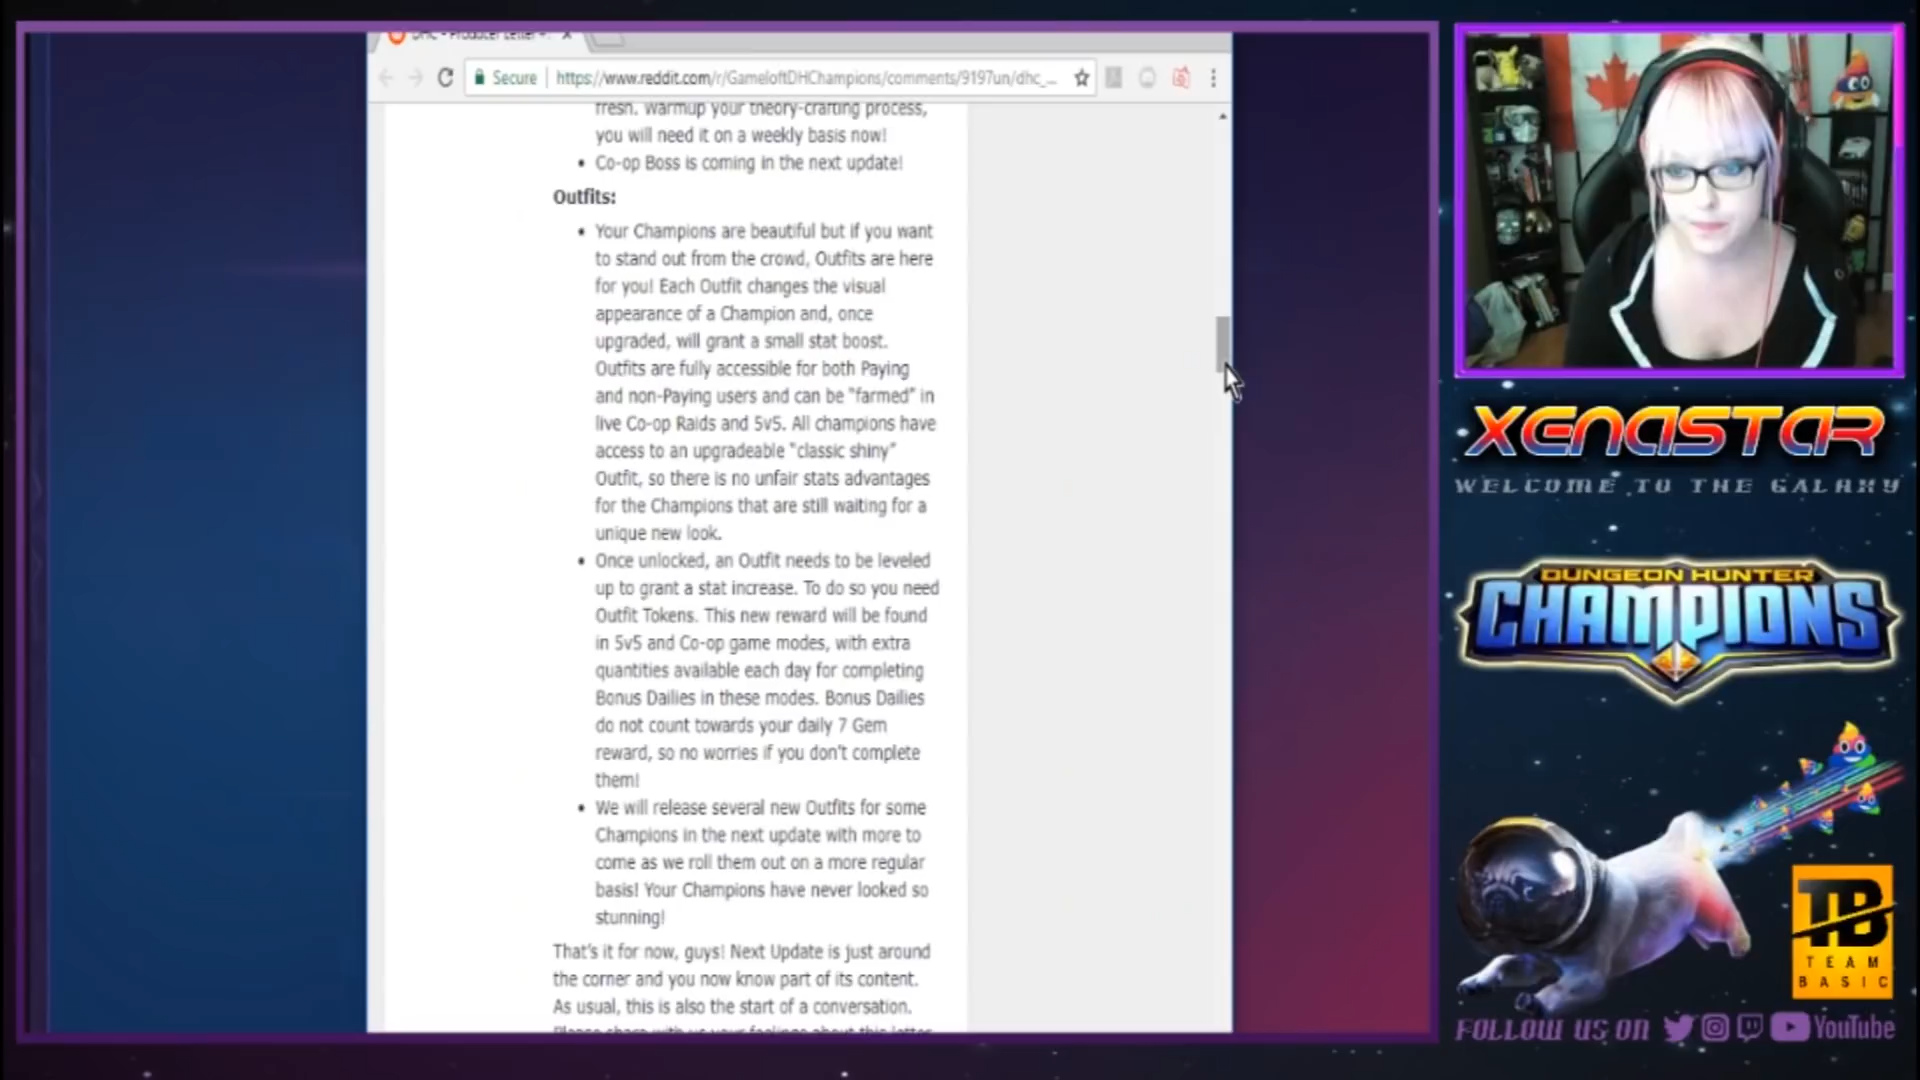 DHC - Producer Letter
Secure https://www.reddit.com/r/GameloftDHChampions/comments/9197un/dhc_...
fresh. Warmup your theory-crafting process,
you will need it on a weekly basis now!
• Co-op Boss is coming in the next update!
Outfits:
• Your Champions are beautiful but if you want
to stand out from the crowd, Outfits are here
for you! Each Outfit changes the visual
appearance of a Champion and, once
upgraded, will grant a small stat boost.
Outfits are fully accessible for both Paying
and non-Paying users and can be "farmed" in
live Co-op Raids and 5v5. All champions have
access to an upgradeable "classic shiny"
Outfit, so there is no unfair stats advantages
for the Champions that are still waiting for a
unique new look.
• Once unlocked, an Outfit needs to be leveled
up to grant a stat increase. To do so you need
Outfit Tokens. This new reward will be found
in 5v5 and Co-op game modes, with extra
quantities available each day for completing
Bonus Dailies in these modes. Bonus Dailies
do not count towards your daily 7 Gem
reward, so no worries if you don't complete
them!
• We will release several new Outfits for some
Champions in the next update with more to
come as we roll them out on a more regular
basis! Your Champions have never looked so
stunning!
That's it for now, guys! Next Update is just around
the corner and you now know part of its content.
As usual, this is also the start of a conversation.
Please share with us your feelings about this letter
XENASTAR
WELCOME TO THE GALAXY
DUNGEON HUNTER
CHAMPIONS
TB
TEAM
BASIC
FOLLOW US ON YouTube